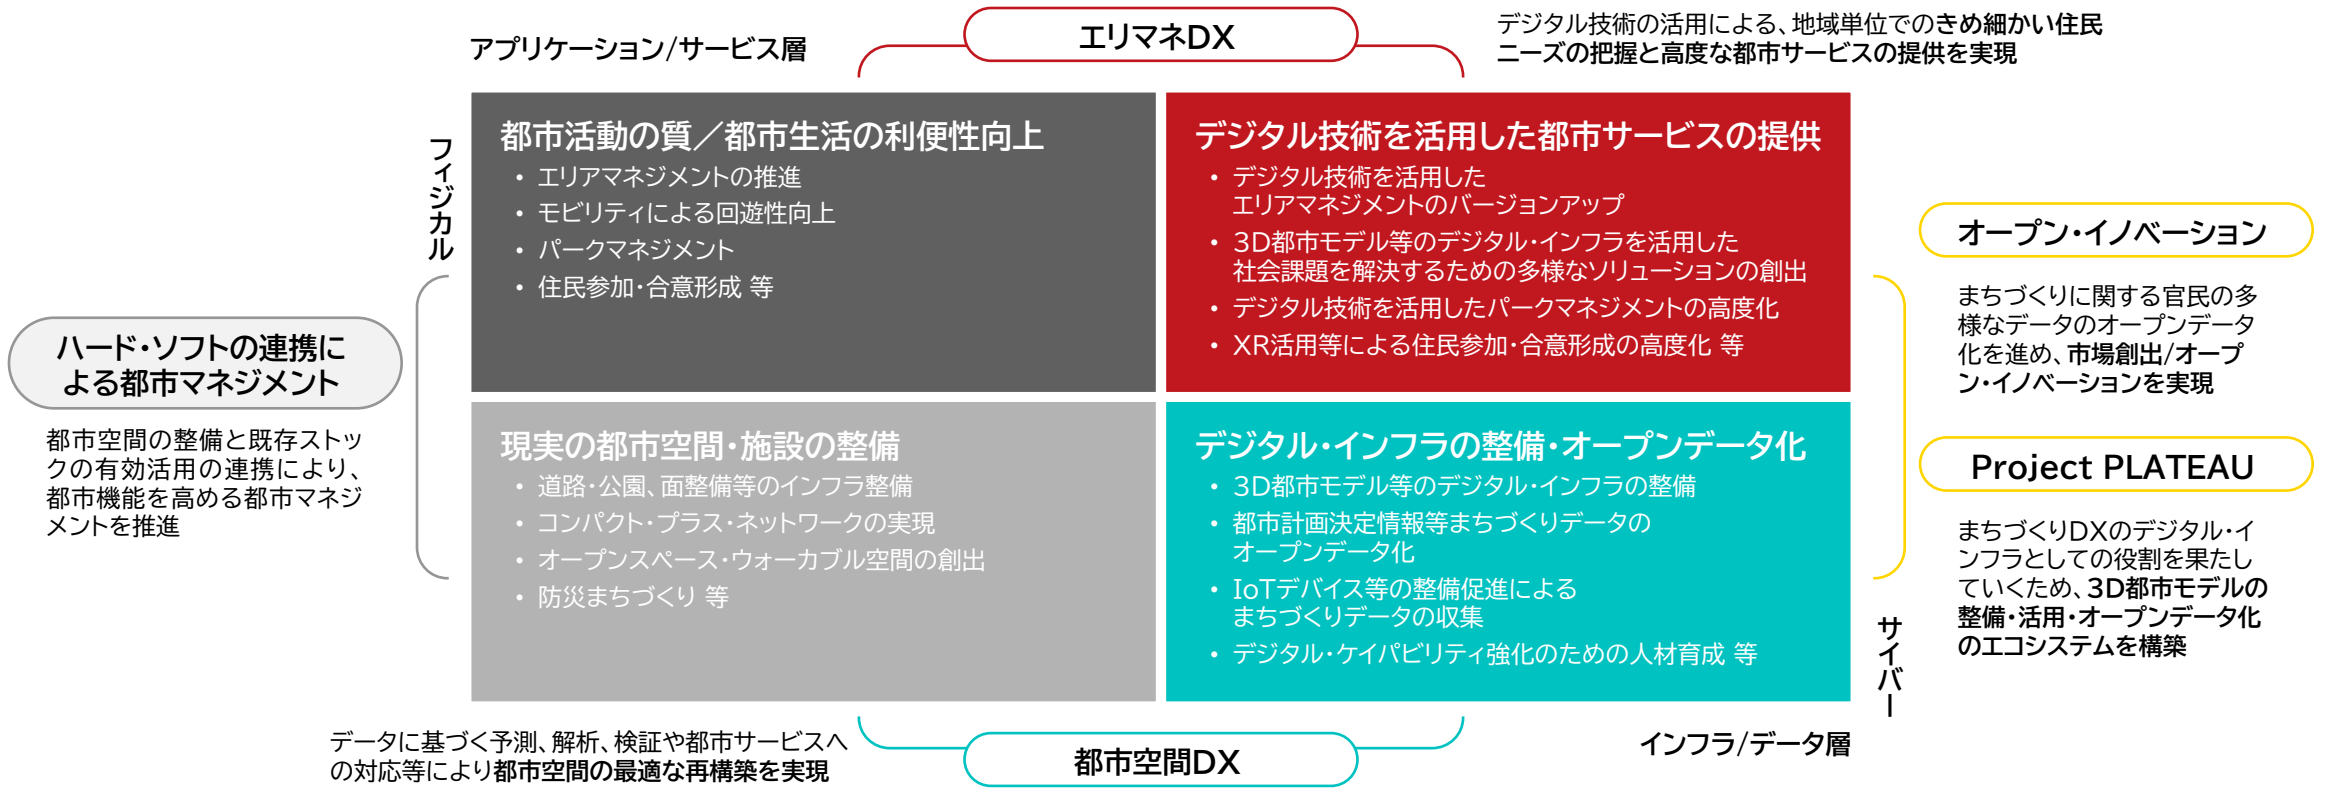 アプリケーション/サービス層
エリマネDX
デジタル技術の活用による、地域単位でのきめ細かい住民
ニーズの把握と高度な都市サービスの提供を実現
フィジカル
都市活動の質／都市生活の利便性向上
• エリアマネジメントの推進
• モビリティによる回遊性向上
• パークマネジメント
• 住民参加・合意形成 等
デジタル技術を活用した都市サービスの提供
• デジタル技術を活用した
エリアマネジメントのバージョンアップ
• 3D都市モデル等のデジタル・インフラを活用した
社会課題を解決するための多様なソリューションの創出
• デジタル技術を活用したパークマネジメントの高度化
• XR活用等による住民参加・合意形成の高度化 等
ハード・ソフトの連携に
よる都市マネジメント
都市空間の整備と既存ストッ
クの有効活用の連携により、
都市機能を高める都市マネジ
メントを推進
現実の都市空間・施設の整備
• 道路・公園、面整備等のインフラ整備
• コンパクト・プラス・ネットワークの実現
• オープンスペース・ウォーカブル空間の創出
• 防災まちづくり 等
デジタル・インフラの整備・オープンデータ化
• 3D都市モデル等のデジタル・インフラの整備
• 都市計画決定情報等まちづくりデータの
オープンデータ化
• IoTデバイス等の整備促進による
まちづくりデータの収集
• デジタル・ケイパビリティ強化のための人材育成 等
オープン・イノベーション
まちづくりに関する官民の多
様なデータのオープンデータ
化を進め、市場創出/オープ
ン・イノベーションを実現
Project PLATEAU
まちづくりDXのデジタル・イ
ンフラとしての役割を果たし
ていくため、3D都市モデルの
整備・活用・オープンデータ化
のエコシステムを構築
サイバー
データに基づく予測、解析、検証や都市サービスへ
の対応等により都市空間の最適な再構築を実現
都市空間DX
インフラ/データ層